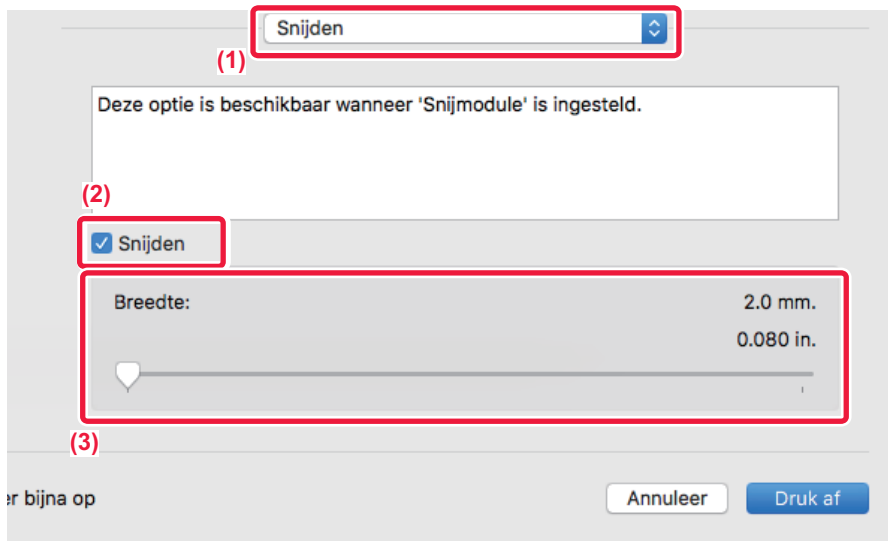 Snijden
(1)
Deze optie is beschikbaar wanneer 'Snijmodule' is ingesteld.
(2)
Snijden
Breedte: 2.0 mm.
0.080 in.
(3)
er bijna op
Annuleer Druk af